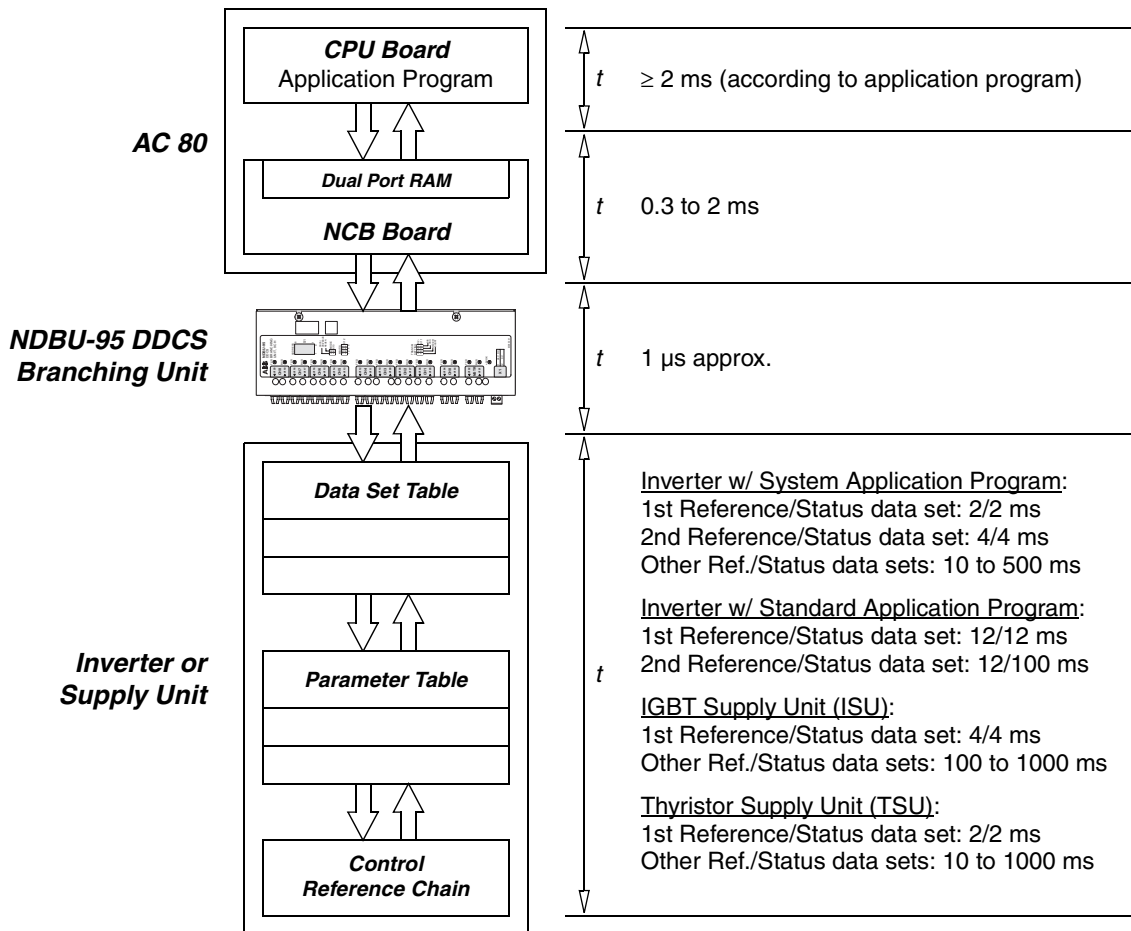 CPU Board
Application Program
t ≥ 2 ms (according to application program)
AC 80
Dual Port RAM
t 0.3 to 2 ms
NCB Board
NDBU-95 DDCS
Branching Unit
ABB
t 1 µs approx.
Data Set Table
Inverter w/ System Application Program:
1st Reference/Status data set: 2/2 ms
2nd Reference/Status data set: 4/4 ms
Other Ref./Status data sets: 10 to 500 ms
Inverter w/ Standard Application Program:
1st Reference/Status data set: 12/12 ms
2nd Reference/Status data set: 12/100 ms
Inverter or
Supply Unit
Parameter Table
t
IGBT Supply Unit (ISU):
1st Reference/Status data set: 4/4 ms
Other Ref./Status data sets: 100 to 1000 ms
Thyristor Supply Unit (TSU):
1st Reference/Status data set: 2/2 ms
Other Ref./Status data sets: 10 to 1000 ms
Control
Reference Chain